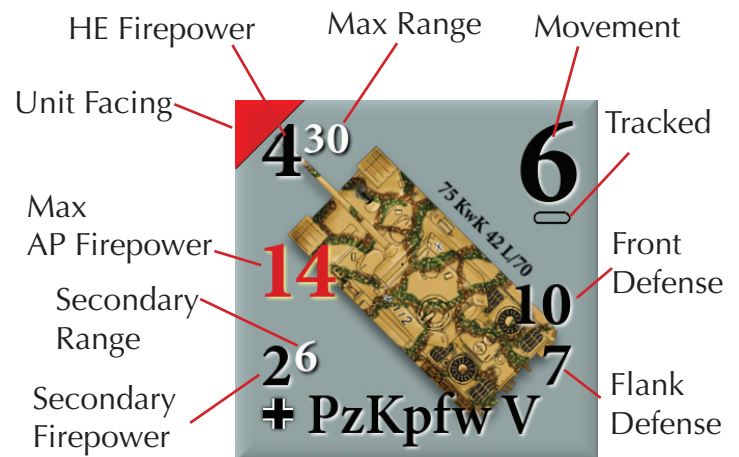 HE Firepower
Max Range
Movement
Unit Facing
4 30
6
Tracked
75 KwK 42 L/70
Max
AP Firepower
14
Front
Defense
10
Secondary
Range
2 6
7
Secondary
Firepower
Flank
Defense
PzKpfw V